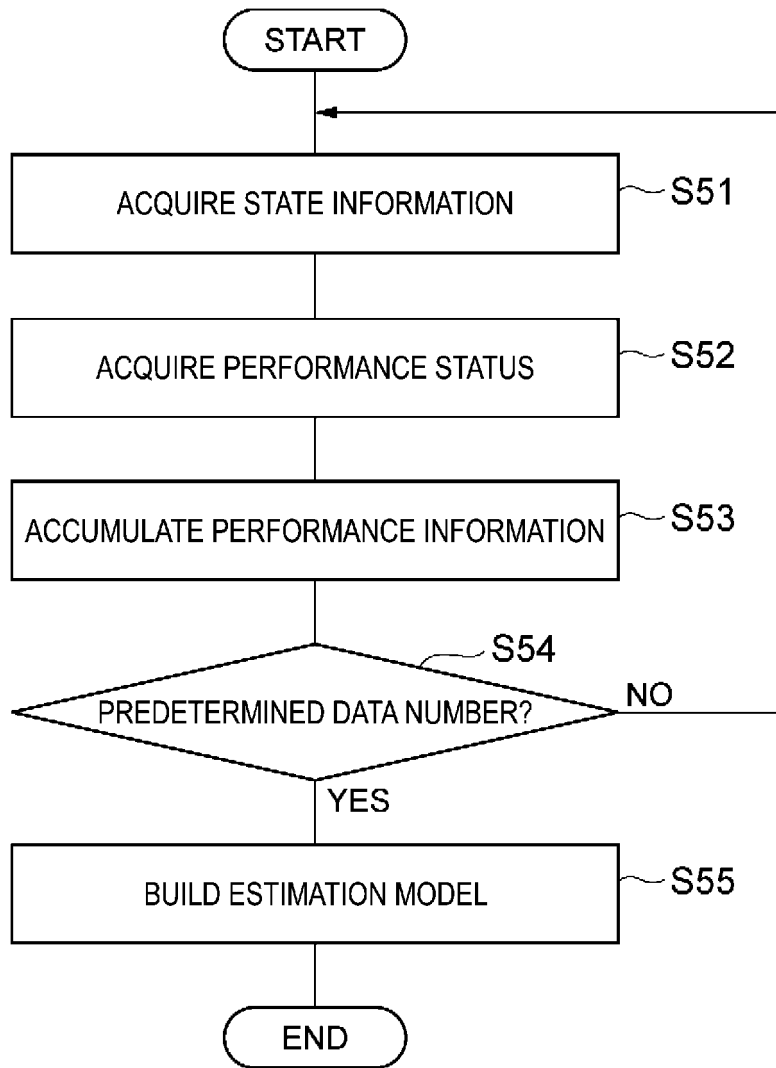 START
ACQUIRE STATE INFORMATION
S51
ACQUIRE PERFORMANCE STATUS
S52
ACCUMULATE PERFORMANCE INFORMATION
S53
S54
PREDETERMINED DATA NUMBER?
NO
YES
BUILD ESTIMATION MODEL
S55
END